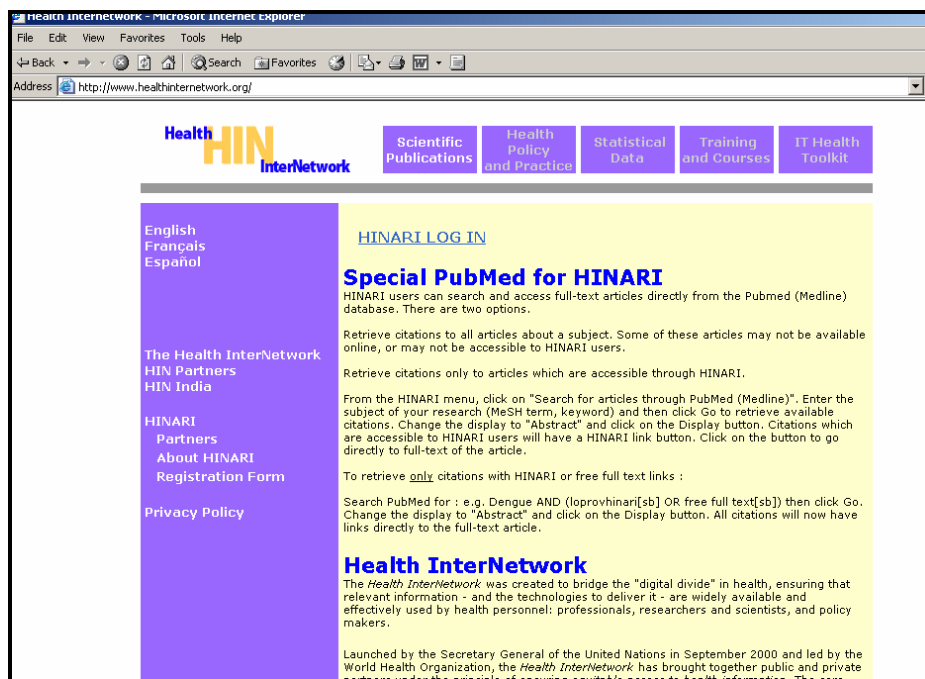 Health Internetwork - Microsoft Internet Explorer
File Edit View Favorites Tools Help
Back Search Favorites
Address http://www.healthinternetwork.org/
Health
HIN
InterNetwork
Scientific
Publications
Health
Policy
and Practice
Statistical
Data
Training
and Courses
IT Health
Toolkit
English
Français
Español
The Health InterNetwork
HIN Partners
HIN India
HINARI
Partners
About HINARI
Registration Form
Privacy Policy
HINARI LOG IN
Special PubMed for HINARI
HINARI users can search and access full-text articles directly from the Pubmed (Medline)
database. There are two options.
Retrieve citations to all articles about a subject. Some of these articles may not be available
online, or may not be accessible to HINARI users.
Retrieve citations only to articles which are accessible through HINARI.
From the HINARI menu, click on "Search for articles through PubMed (Medline)". Enter the
subject of your research (MeSH term, keyword) and then click Go to retrieve available
citations. Change the display to "Abstract" and click on the Display button. Citations which
are accessible to HINARI users will have a HINARI link button. Click on the button to go
directly to full-text of the article.
To retrieve only citations with HINARI or free full text links :
Search PubMed for : e.g. Dengue AND (loprovhinari[sb] OR free full text[sb]) then click Go.
Change the display to "Abstract" and click on the Display button. All citations will now have
links directly to the full-text article.
Health InterNetwork
The Health InterNetwork was created to bridge the "digital divide" in health, ensuring that
relevant information - and the technologies to deliver it - are widely available and
effectively used by health personnel: professionals, researchers and scientists, and policy
makers.
Launched by the Secretary General of the United Nations in September 2000 and led by the
World Health Organization, the Health InterNetwork has brought together public and private